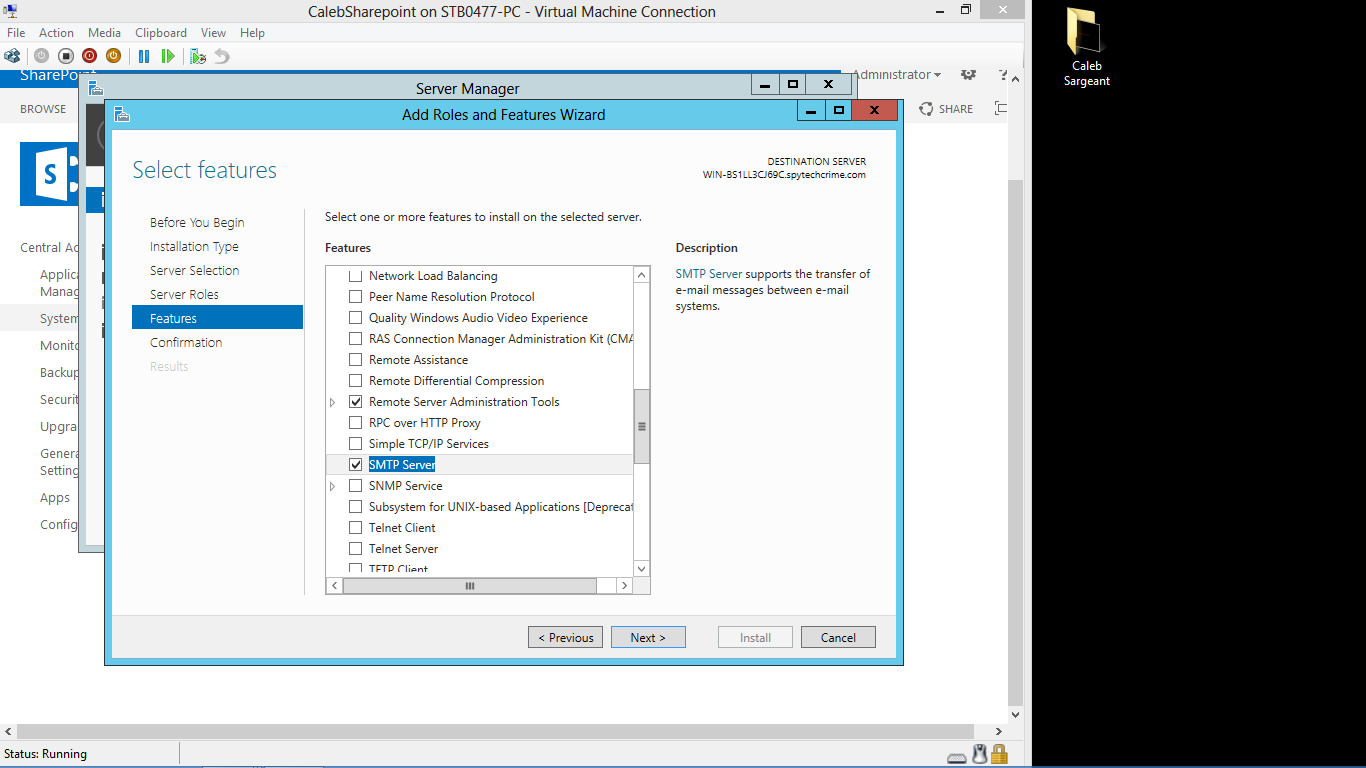 CalebSharepoint on STB0477-PC - Virtual Machine Connection
File Action Media Clipboard View Help
SharePoint
Administrator
?
BROWSE
SHARE
Server Manager
Add Roles and Features Wizard
S
Select features
DESTINATION SERVER
WIN-BS1LL3CJ69C.spytechcrime.com
Before You Begin
Installation Type
Server Selection
Server Roles
Features
Confirmation
Results
Select one or more features to install on the selected server.
Features
Network Load Balancing
Peer Name Resolution Protocol
Quality Windows Audio Video Experience
RAS Connection Manager Administration Kit (CMA
Remote Assistance
Remote Differential Compression
Remote Server Administration Tools
RPC over HTTP Proxy
Simple TCP/IP Services
SMTP Server
SNMP Service
Subsystem for UNIX-based Applications [Deprecat
Telnet Client
Telnet Server
TFTP Client
Description
SMTP Server supports the transfer of
e-mail messages between e-mail
systems.
Central Ad
Applica
Manag
System
Monito
Backup
Securit
Upgra
Genera
Setting
Apps
Config
< Previous
Next >
Install
Cancel
Status: Running
Caleb
Sargeant